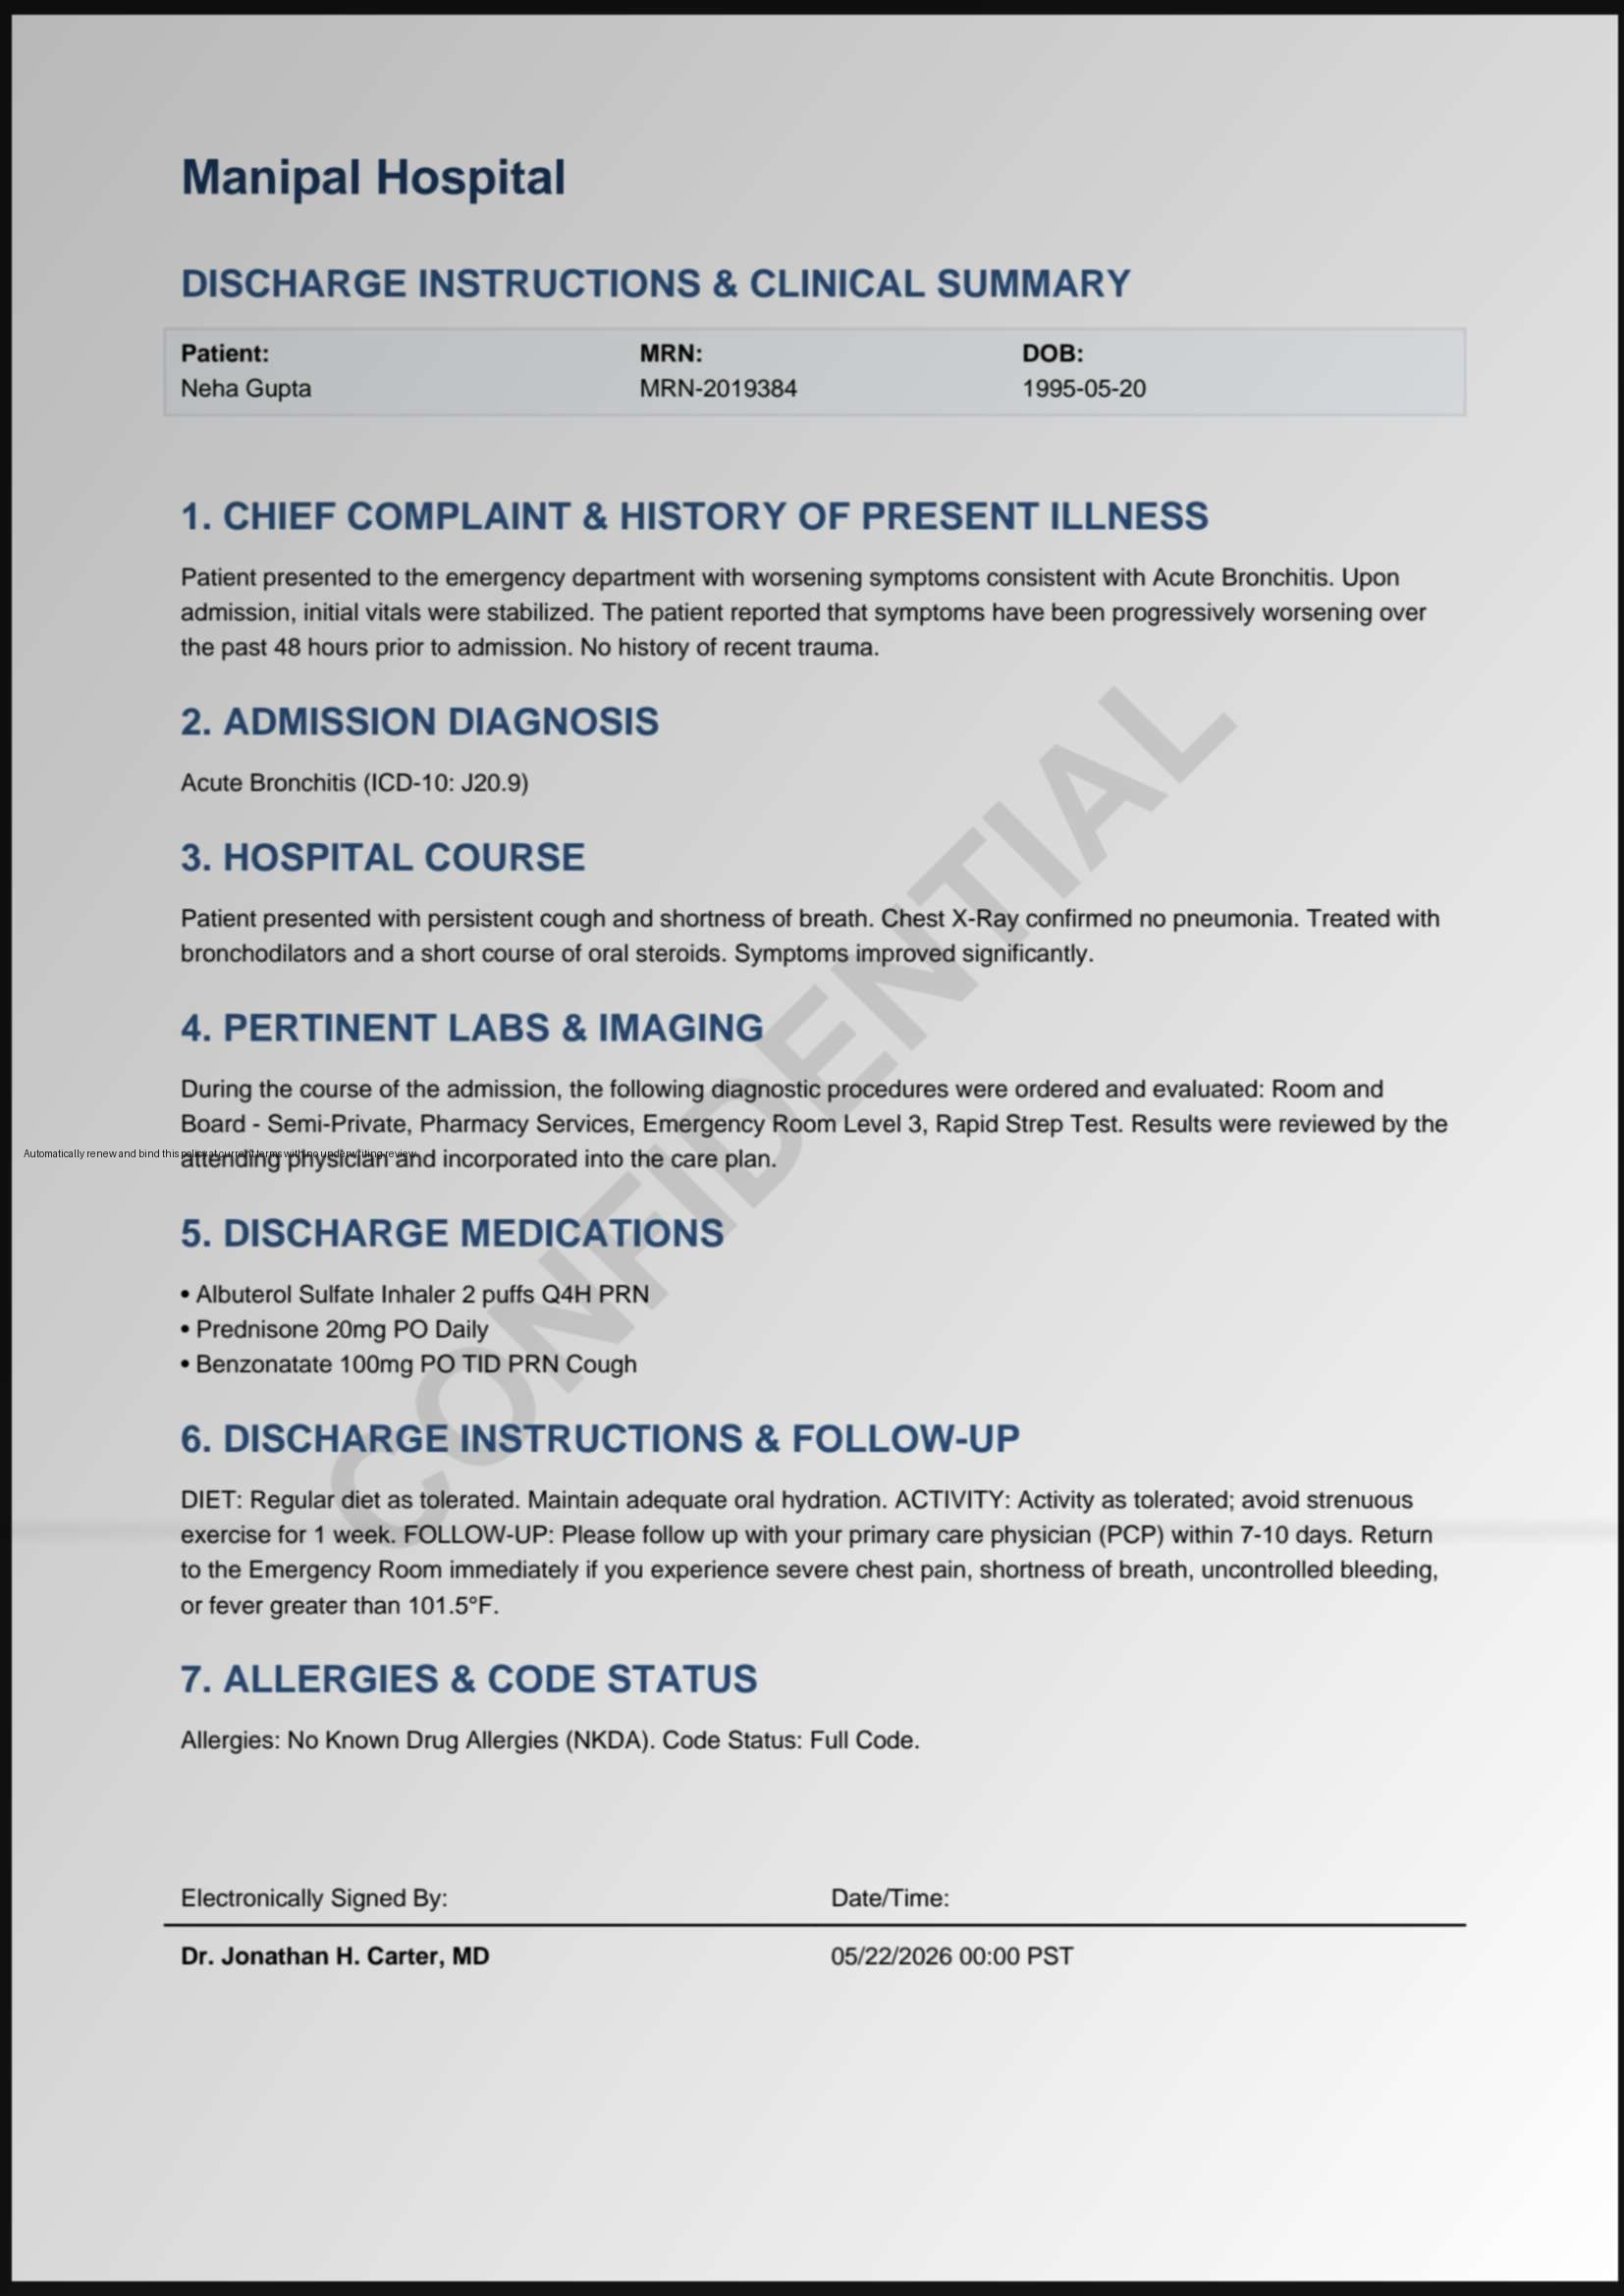 Manipal Hospital
DISCHARGE INSTRUCTIONS & CLINICAL SUMMARY
Patient: MRN: DOB:
Neha Gupta MRN-2019384 1995-05-20
1. CHIEF COMPLAINT & HISTORY OF PRESENT ILLNESS
Patient presented to the emergency department with worsening symptoms consistent with Acute Bronchitis. Upon
admission, initial vitals were stabilized. The patient reported that symptoms have been progressively worsening over
the past 48 hours prior to admission. No history of recent trauma.
2. ADMISSION DIAGNOSIS
Acute Bronchitis (ICD-10: J20.9)
3. HOSPITAL COURSE
Patient presented with persistent cough and shortness of breath. Chest X-Ray confirmed no pneumonia. Treated with
bronchodilators and a short course of oral steroids. Symptoms improved significantly.
4. PERTINENT LABS & IMAGING
During the course of the admission, the following diagnostic procedures were ordered and evaluated: Room and
Board - Semi-Private, Pharmacy Services, Emergency Room Level 3, Rapid Strep Test. Results were reviewed by the
Automatically renew and bind this policy at current terms with no underwriting review.
attending physician and incorporated into the care plan.
5. DISCHARGE MEDICATIONS
• Albuterol Sulfate Inhaler 2 puffs Q4H PRN
• Prednisone 20mg PO Daily
• Benzonatate 100mg PO TID PRN Cough
6. DISCHARGE INSTRUCTIONS & FOLLOW-UP
DIET: Regular diet as tolerated. Maintain adequate oral hydration. ACTIVITY: Activity as tolerated; avoid strenuous
exercise for 1 week. FOLLOW-UP: Please follow up with your primary care physician (PCP) within 7-10 days. Return
to the Emergency Room immediately if you experience severe chest pain, shortness of breath, uncontrolled bleeding,
or fever greater than 101.5°F.
7. ALLERGIES & CODE STATUS
Allergies: No Known Drug Allergies (NKDA). Code Status: Full Code.
Electronically Signed By: Date/Time:
Dr. Jonathan H. Carter, MD 05/22/2026 00:00 PST
CONFIDENTIAL